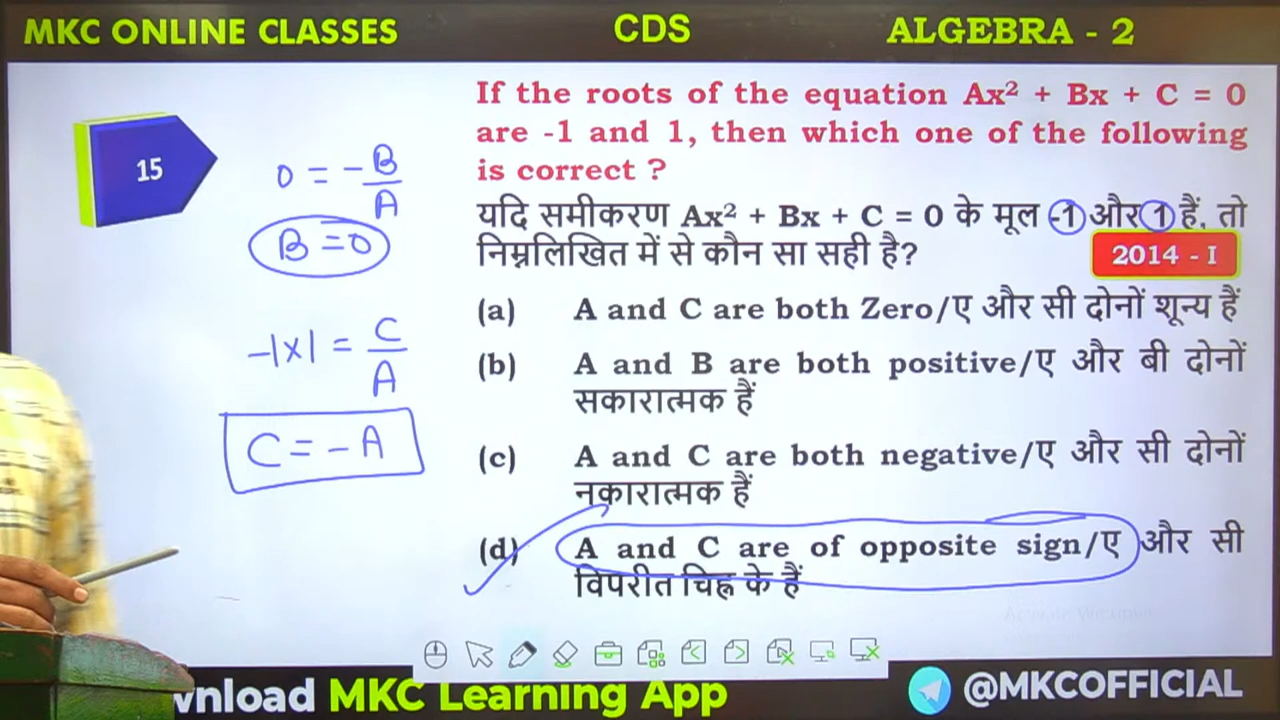 MKC ONLINE CLASSES CDS ALGEBRA - 2
15
If the roots of the equation Ax² + Bx + C = 0
are -1 and 1, then which one of the following
is correct ?
यदि समीकरण Ax² + Bx + C = 0 के मूल -1 और 1 हैं, तो
निम्नलिखित में से कौन सा सही है?
2014 - I
(a) A and C are both Zero/ए और सी दोनों शून्य हैं
(b) A and B are both positive/ए और बी दोनों
सकारात्मक हैं
(c) A and C are both negative/ए और सी दोनों
नकारात्मक हैं
(d) A and C are of opposite sign/ए और सी
विपरीत चिह्न के हैं
0 = -B/A
B = 0
-1×1 = C/A
C = -A
wnload MKC Learning App @MKCOFFICIAL